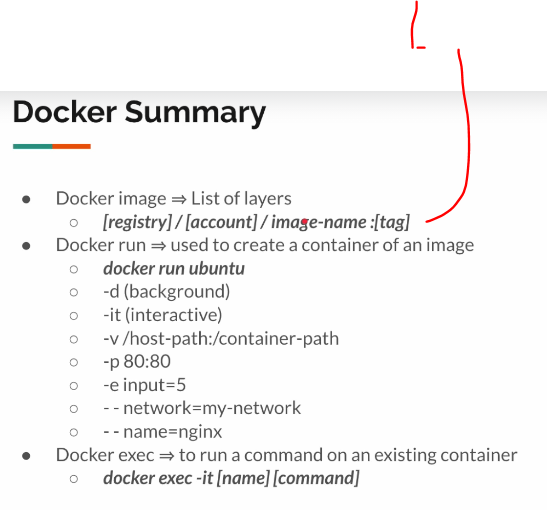 Docker Summary
● Docker image ⇒ List of layers
○ [registry] / [account] / image-name :[tag]
● Docker run ⇒ used to create a container of an image
○ docker run ubuntu
○ -d (background)
○ -it (interactive)
○ -v /host-path:/container-path
○ -p 80:80
○ -e input=5
○ - - network=my-network
○ - - name=nginx
● Docker exec ⇒ to run a command on an existing container
○ docker exec -it [name] [command]